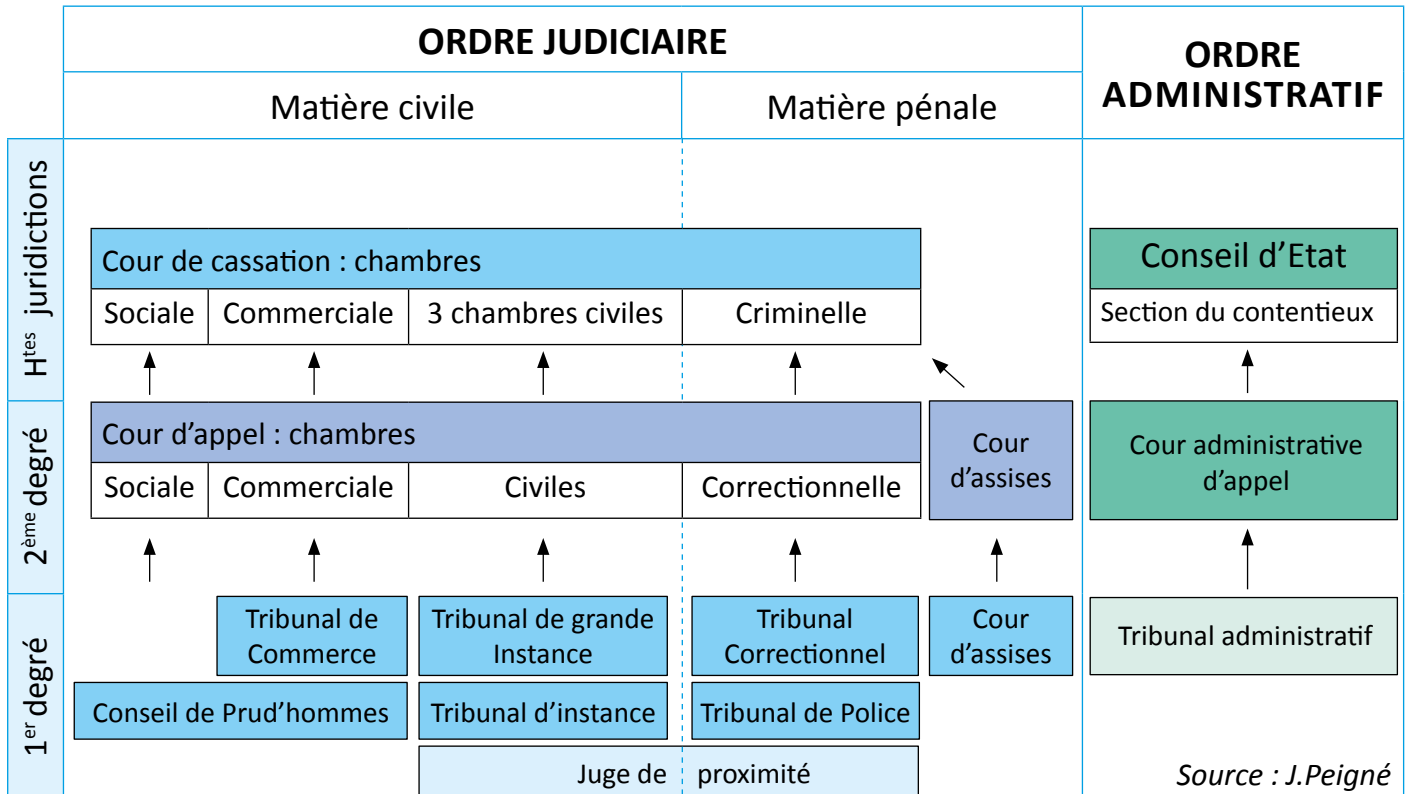 ORDRE JUDICIAIRE
ORDRE
ADMINISTRATIF
Matière civile
Matière pénale
Htes juridictions
Cour de cassation : chambres
Sociale
Commerciale
3 chambres civiles
Criminelle
Conseil d'Etat
Section du contentieux
2ème degré
Cour d'appel : chambres
Sociale
Commerciale
Civiles
Correctionnelle
Cour
d'assises
Cour administrative
d'appel
1er degré
Tribunal de
Commerce
Tribunal de grande
Instance
Tribunal
Correctionnel
Cour
d'assises
Tribunal administratif
Conseil de Prud'hommes
Tribunal d'instance
Tribunal de Police
Juge de proximité
Source : J.Peigné